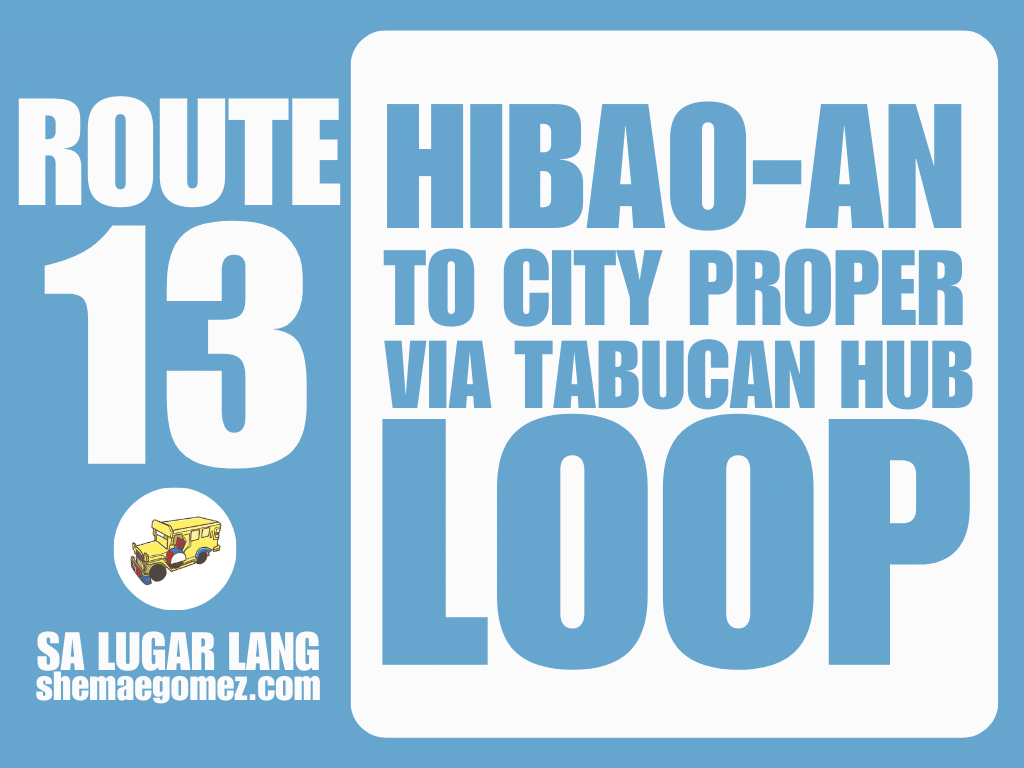 ROUTE
13
SA LUGAR LANG
shemaegomez.com
HIBAO-AN
TO CITY PROPER
VIA TABUCAN HUB
LOOP